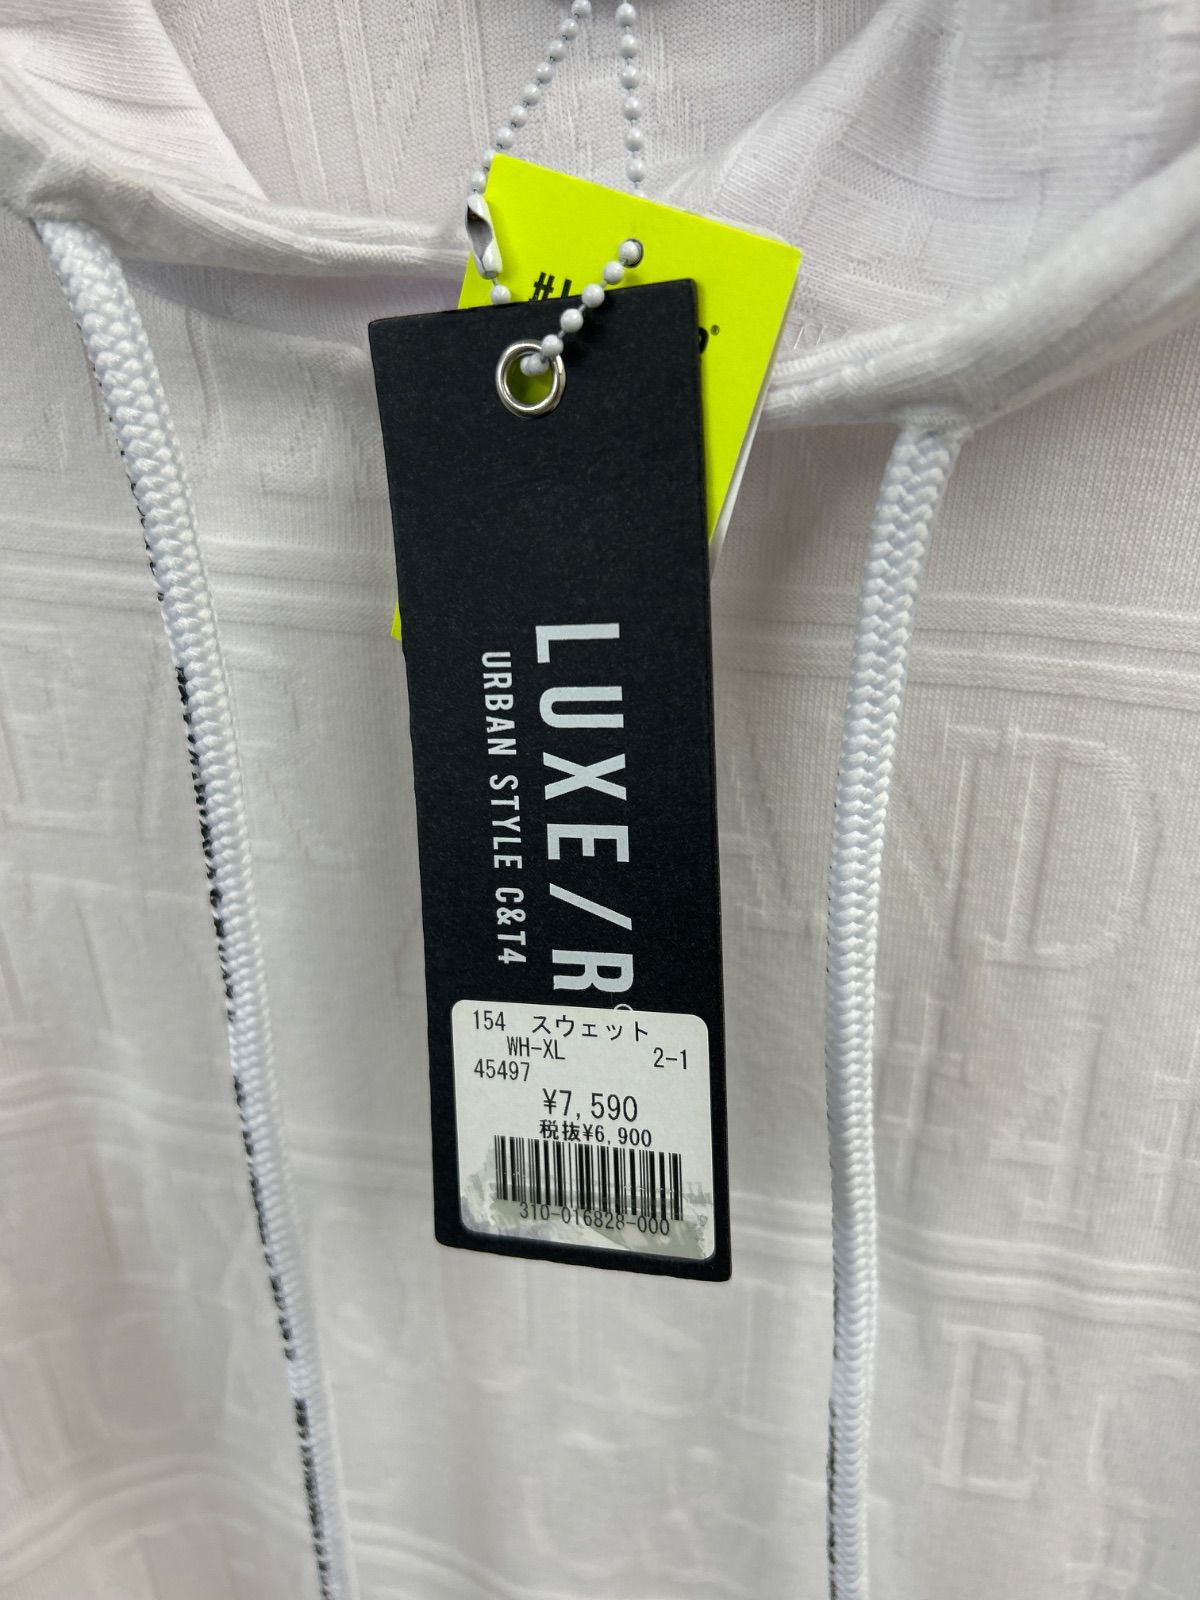 LUXE/R
URBAN STYLE C&T4
154 スウェット
WH-XL 2-1
45497
¥7,590
税抜¥6,900
310-016828-000